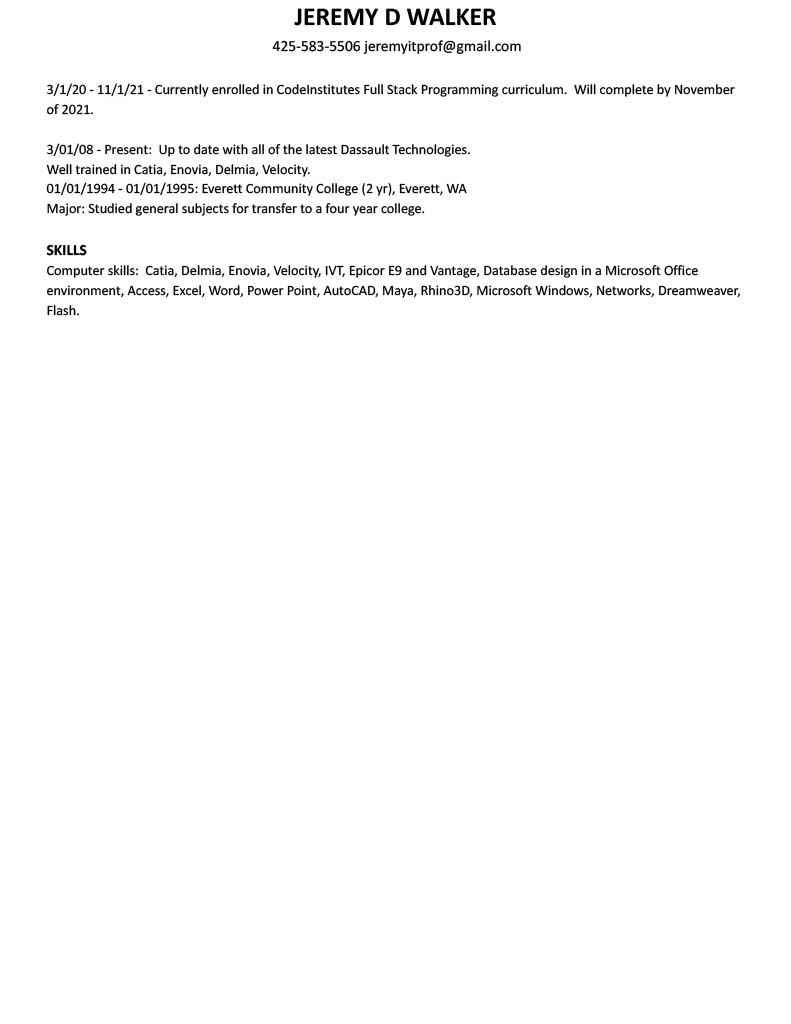 JEREMY D WALKER
425-583-5506 jeremyitprof@gmail.com
3/1/20 - 11/1/21 - Currently enrolled in CodeInstitutes Full Stack Programming curriculum.  Will complete by November
of 2021.
3/01/08 - Present:  Up to date with all of the latest Dassault Technologies.
Well trained in Catia, Enovia, Delmia, Velocity.
01/01/1994 - 01/01/1995: Everett Community College (2 yr), Everett, WA
Major: Studied general subjects for transfer to a four year college.
SKILLS
Computer skills:  Catia, Delmia, Enovia, Velocity, IVT, Epicor E9 and Vantage, Database design in a Microsoft Office
environment, Access, Excel, Word, Power Point, AutoCAD, Maya, Rhino3D, Microsoft Windows, Networks, Dreamweaver,
Flash.